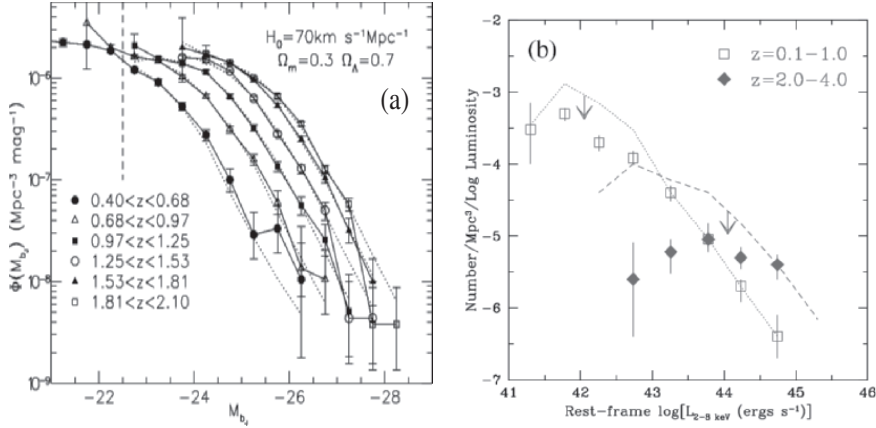 (a)
H₀=70km s⁻¹Mpc⁻¹
Ωₘ=0.3 Ω_Λ=0.7
Φ(M_bJ) (Mpc⁻³ mag⁻¹)
10⁻⁶
10⁻⁷
10⁻⁸
10⁻⁹
0.40<z<0.68
0.68<z<0.97
0.97<z<1.25
1.25<z<1.53
1.53<z<1.81
1.81<z<2.10
−22 −24 −26 −28
M_bJ
(b)
z=0.1−1.0
z=2.0−4.0
Number/Mpc³/Log Luminosity
−2
−3
−4
−5
−6
−7
41 42 43 44 45 46
Rest−frame log[L₂₋₈ keV (ergs s⁻¹)]